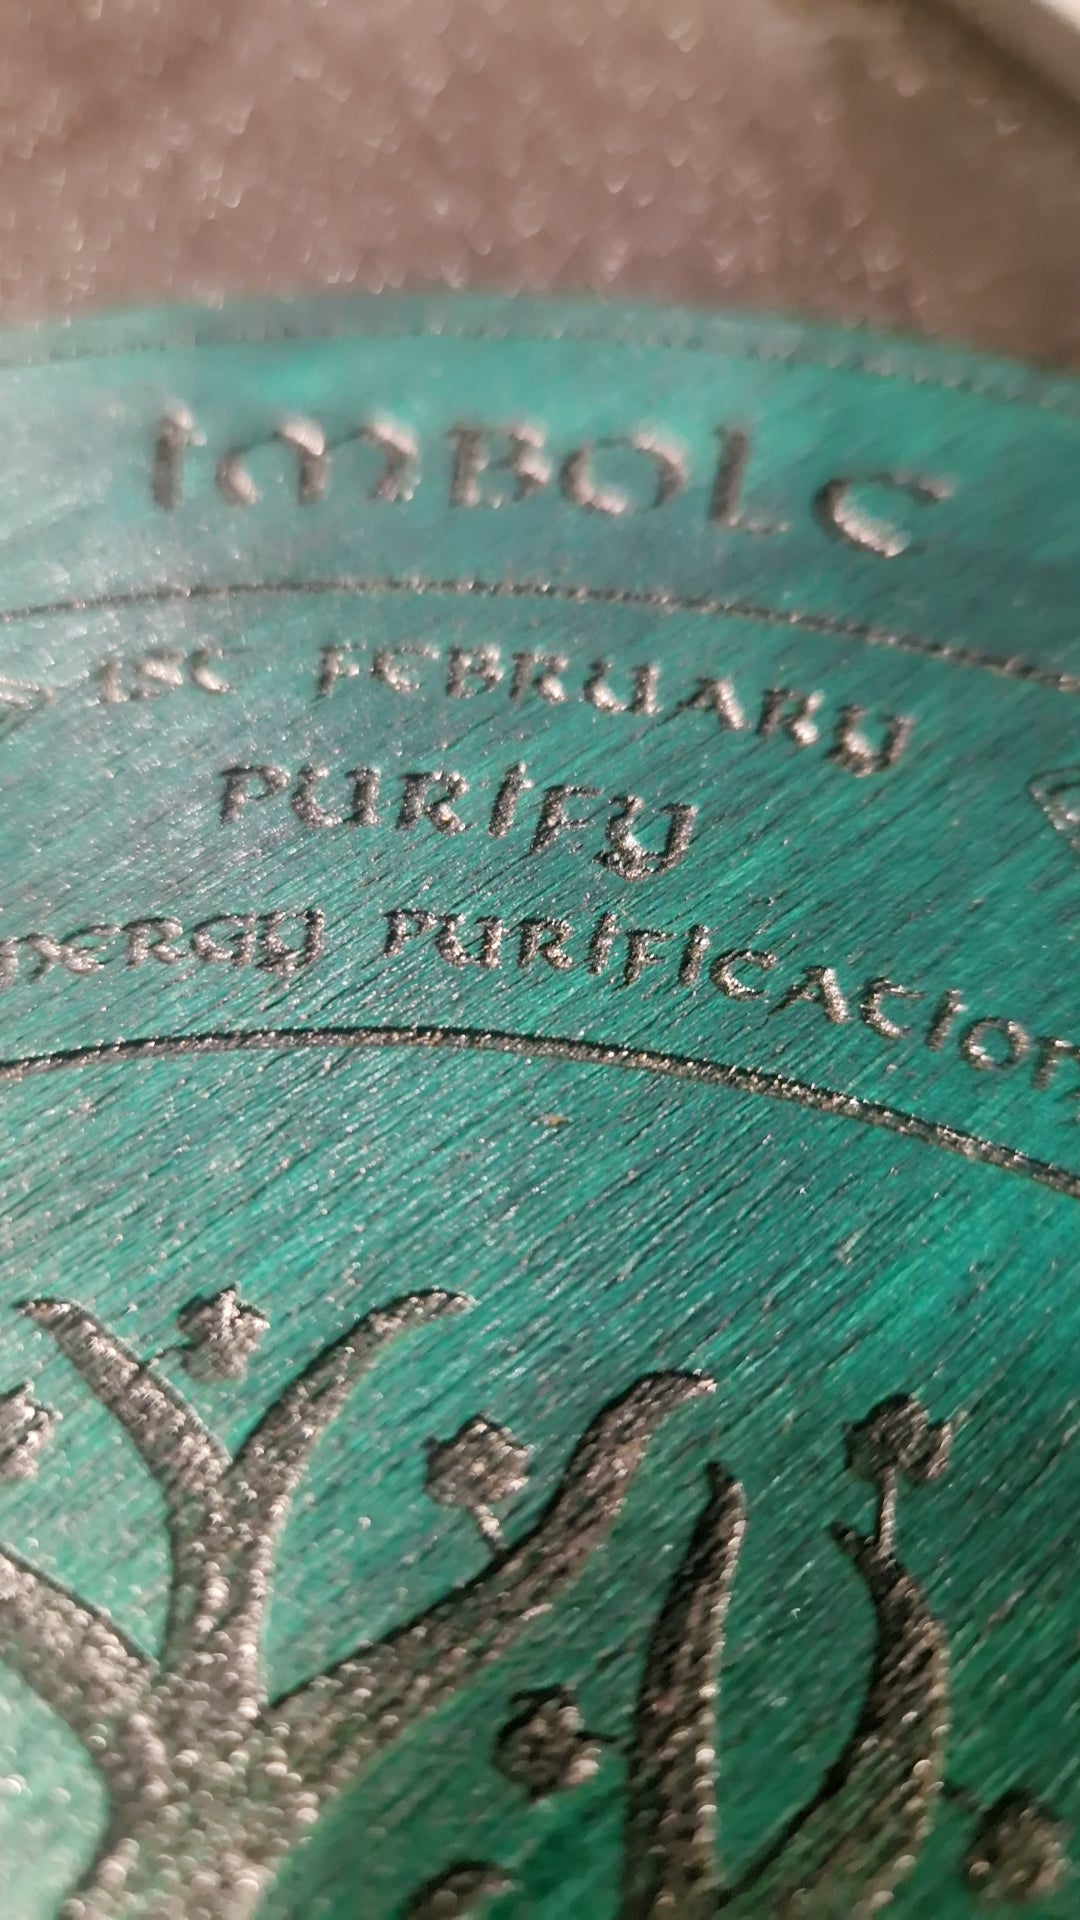 IMBOLC
1ST FEBRUARY
PURIFY
ENERGY PURIFICATION